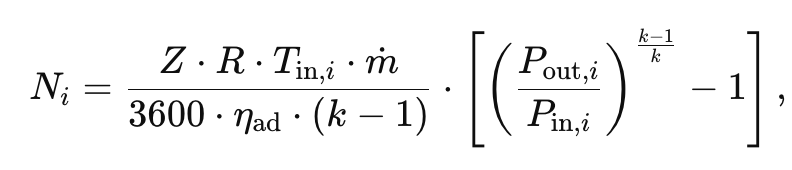 N_i = \frac{Z \cdot R \cdot T_{\text{in},i} \cdot \dot{m}}{3600 \cdot \eta_{\text{ad}} \cdot (k-1)} \cdot \left[ \left( \frac{P_{\text{out},i}}{P_{\text{in},i}} \right)^{\frac{k-1}{k}} - 1 \right],